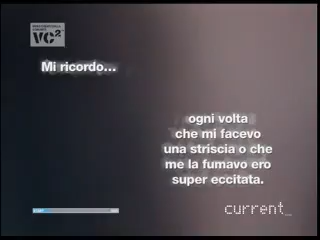 VC²
Mi ricordo...
ogni volta
che mi facevo
una striscia o che
me la fumavo ero
super eccitata.
current_